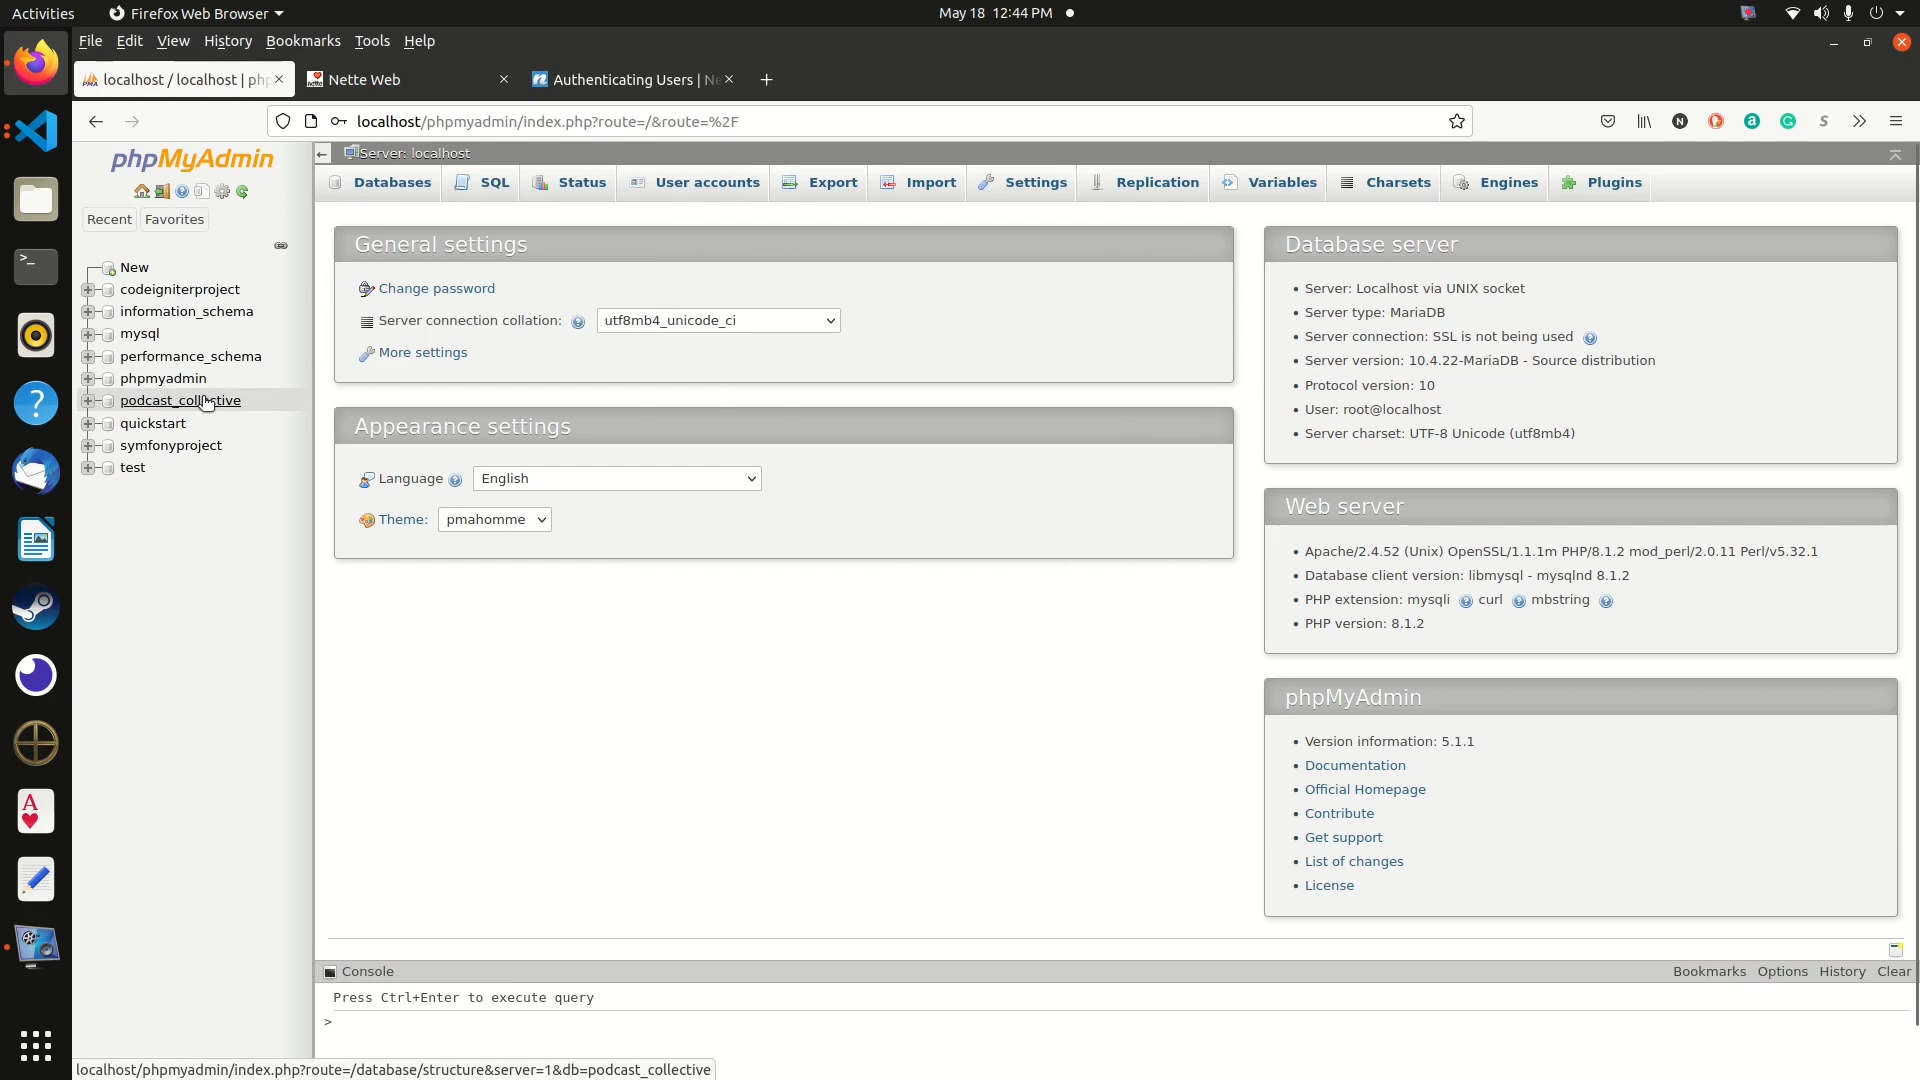 Activities
Firefox Web Browser
May 18 12:44 PM
File Edit View History Bookmarks Tools Help
localhost / localhost | php
Nette Web
Authenticating Users | Ne
localhost/phpmyadmin/index.php?route=/&route=%2F
phpMyAdmin
Recent Favorites
New
codeigniterproject
information_schema
mysql
performance_schema
phpmyadmin
podcast_collective
quickstart
symfonyproject
test
Server: localhost
Databases SQL Status User accounts Export Import Settings Replication Variables Charsets Engines Plugins
General settings
Change password
Server connection collation: utf8mb4_unicode_ci
More settings
Appearance settings
Language English
Theme: pmahomme
Database server
Server: Localhost via UNIX socket
Server type: MariaDB
Server connection: SSL is not being used
Server version: 10.4.22-MariaDB - Source distribution
Protocol version: 10
User: root@localhost
Server charset: UTF-8 Unicode (utf8mb4)
Web server
Apache/2.4.52 (Unix) OpenSSL/1.1.1m PHP/8.1.2 mod_perl/2.0.11 Perl/v5.32.1
Database client version: libmysql - mysqlnd 8.1.2
PHP extension: mysqli curl mbstring
PHP version: 8.1.2
phpMyAdmin
Version information: 5.1.1
Documentation
Official Homepage
Contribute
Get support
List of changes
License
Console
Bookmarks Options History Clear
Press Ctrl+Enter to execute query
>
localhost/phpmyadmin/index.php?route=/database/structure&server=1&db=podcast_collective